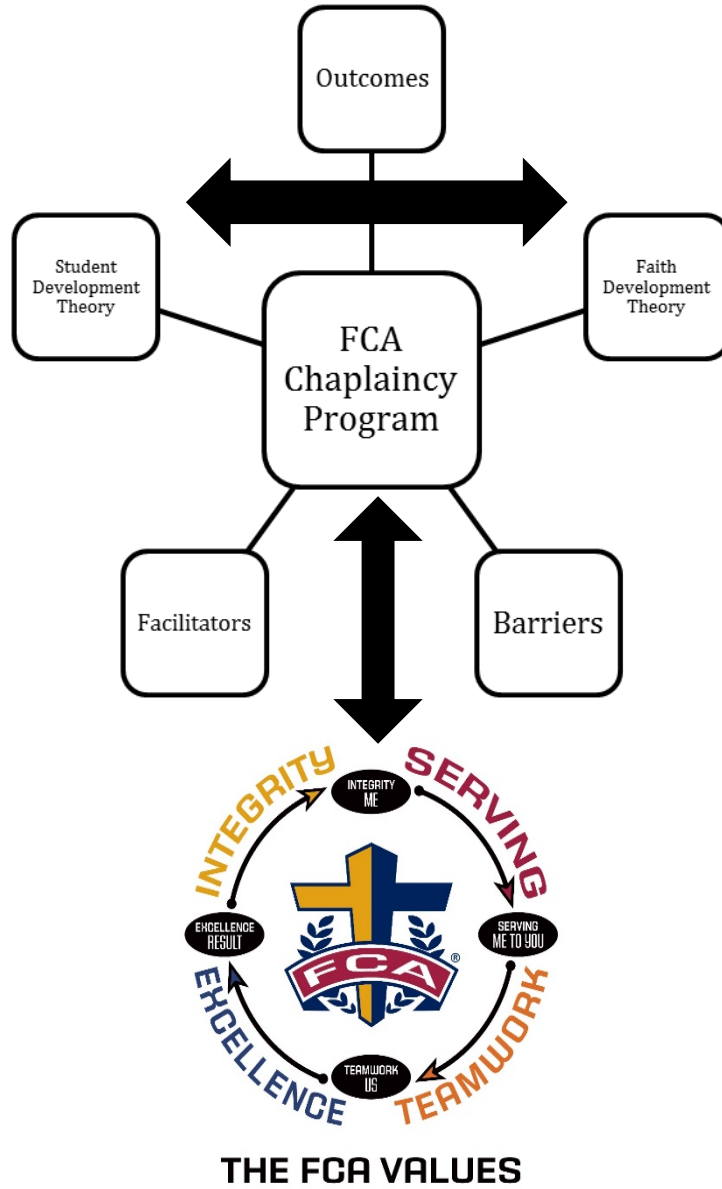 Outcomes
Student
Development
Theory
Faith
Development
Theory
FCA
Chaplaincy
Program
Facilitators
Barriers
INTEGRITY
SERVING
INTEGRITY
ME
EXCELLENCE
RESULT
SERVING
ME TO YOU
FCA®
TEAMWORK
US
EXCELLENCE
TEAMWORK
THE FCA VALUES